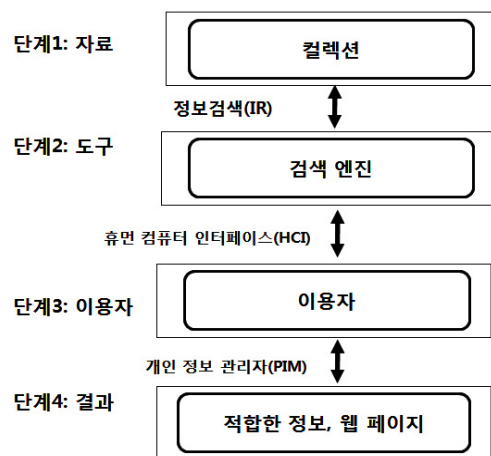 단계1: 자료
컬렉션
정보검색(IR)
단계2: 도구
검색 엔진
휴먼 컴퓨터 인터페이스(HCI)
단계3: 이용자
이용자
개인 정보 관리자(PIM)
단계4: 결과
적합한 정보, 웹 페이지